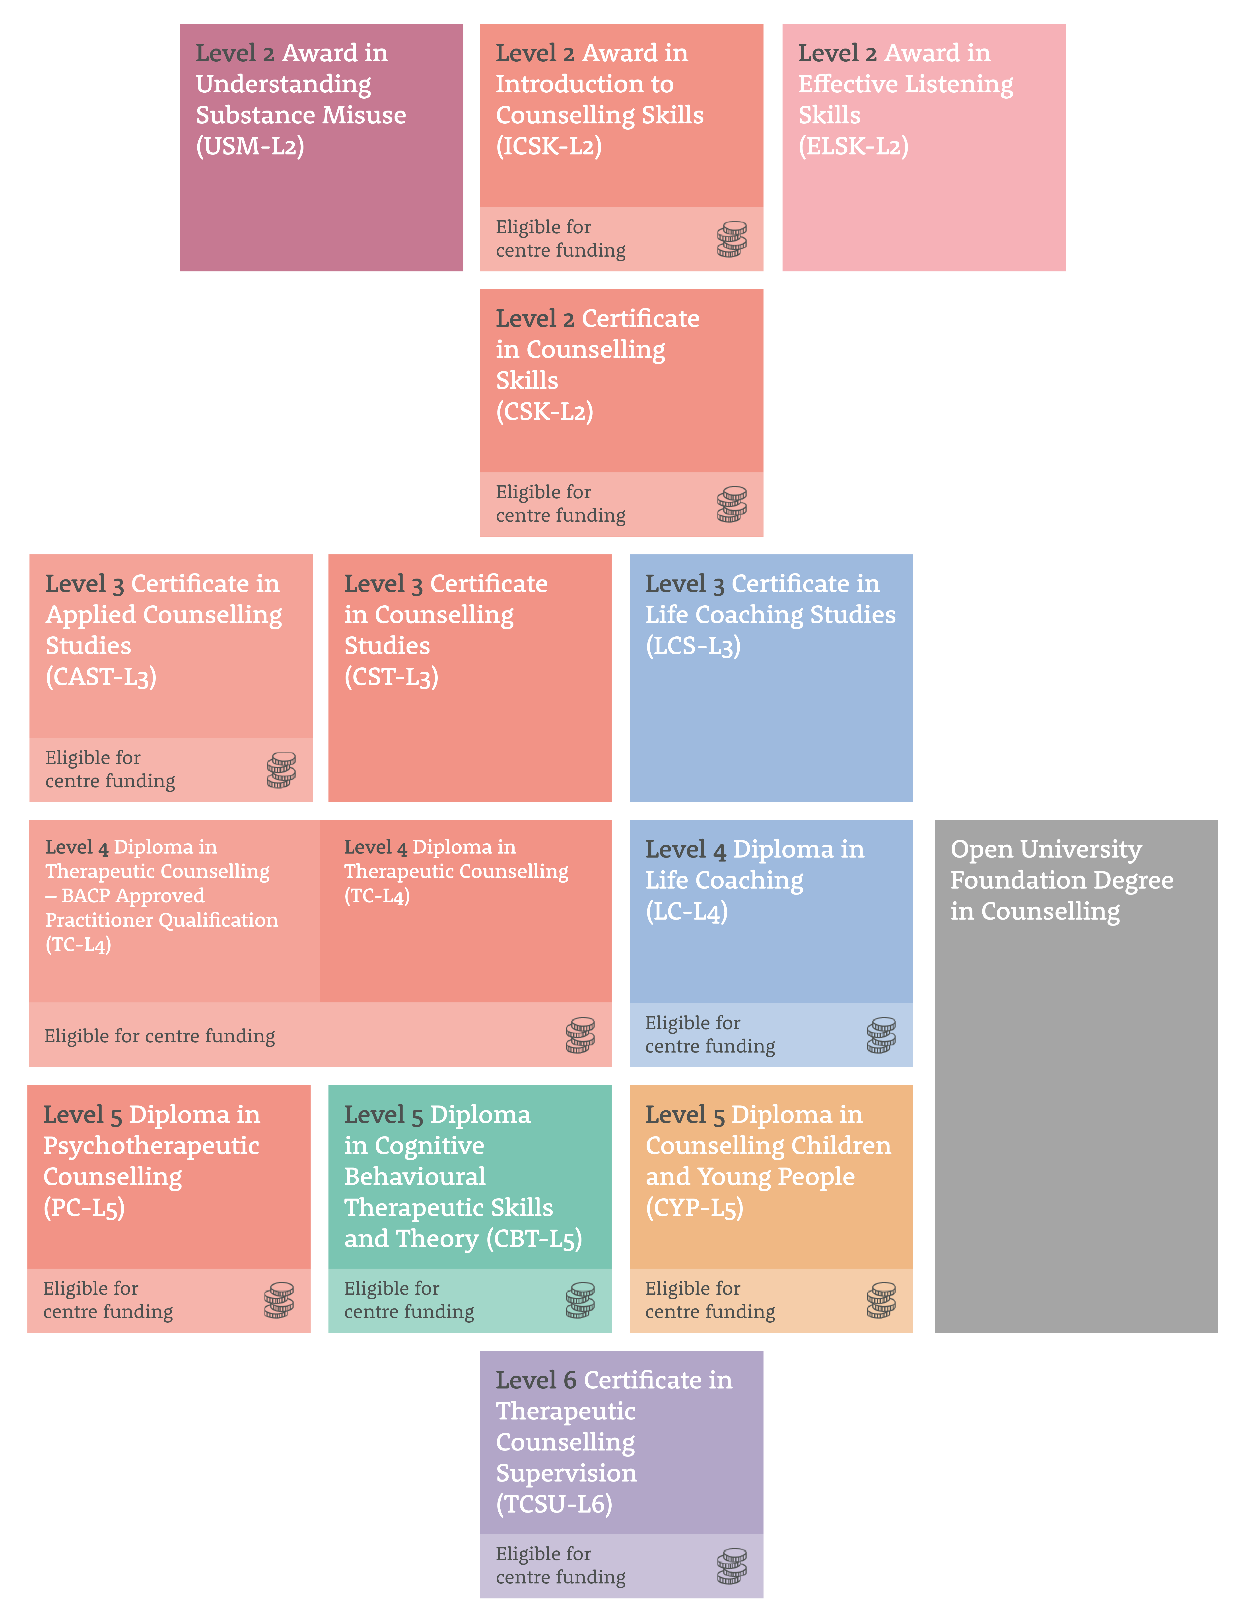 Level 2 Award in
Understanding
Substance Misuse
(USM-L2)
Level 2 Award in
Introduction to
Counselling Skills
(ICSK-L2)
Eligible for
centre funding
Level 2 Award in
Effective Listening
Skills
(ELSK-L2)
Level 2 Certificate
in Counselling
Skills
(CSK-L2)
Eligible for
centre funding
Level 3 Certificate in
Applied Counselling
Studies
(CAST-L3)
Eligible for
centre funding
Level 3 Certificate
in Counselling
Studies
(CST-L3)
Level 3 Certificate in
Life Coaching Studies
(LCS-L3)
Level 4 Diploma in
Therapeutic Counselling
– BACP Approved
Practitioner Qualification
(TC-L4)
Level 4 Diploma in
Therapeutic Counselling
(TC-L4)
Eligible for centre funding
Level 4 Diploma in
Life Coaching
(LC-L4)
Eligible for
centre funding
Open University
Foundation Degree
in Counselling
Level 5 Diploma in
Psychotherapeutic
Counselling
(PC-L5)
Eligible for
centre funding
Level 5 Diploma
in Cognitive
Behavioural
Therapeutic Skills
and Theory (CBT-L5)
Eligible for
centre funding
Level 5 Diploma in
Counselling Children
and Young People
(CYP-L5)
Eligible for
centre funding
Level 6 Certificate in
Therapeutic
Counselling
Supervision
(TCSU-L6)
Eligible for
centre funding